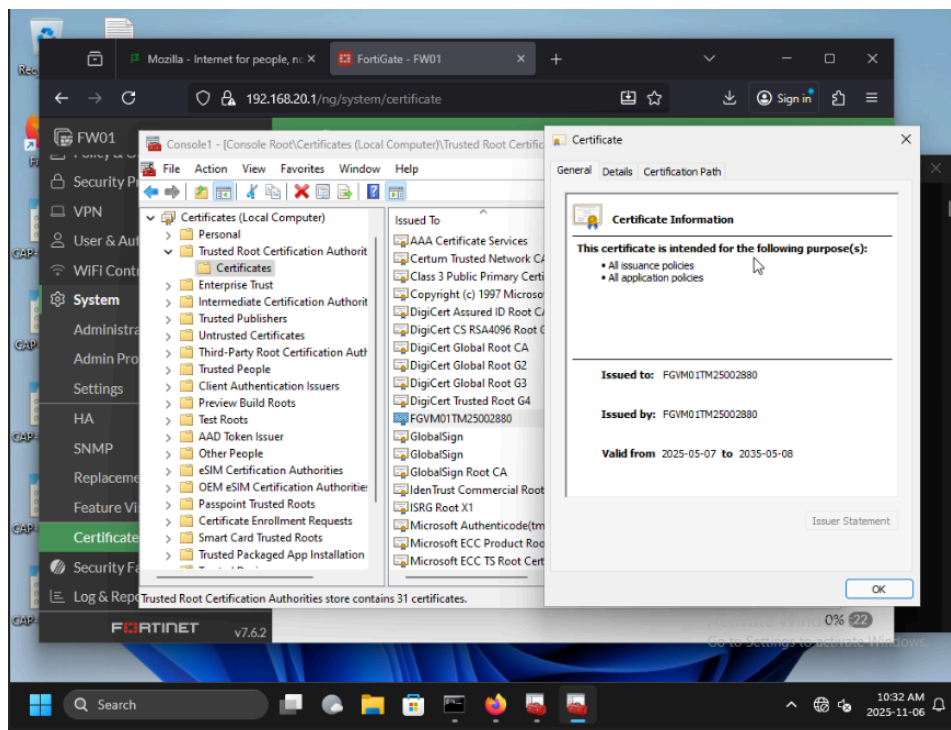 Mozilla - Internet for people, nc
FortiGate - FW01
192.168.20.1/ng/system/certificate
Sign in
FW01
Security Pr
VPN
User & Aut
WiFi Contr
System
Administra
Admin Pro
Settings
HA
SNMP
Replaceme
Feature Vi
Certificate
Security Fa
Log & Repo
FORTINET
v7.6.2
Console1 - [Console Root\Certificates (Local Computer)\Trusted Root Certific
File Action View Favorites Window Help
Certificates (Local Computer)
Personal
Trusted Root Certification Authorit
Certificates
Enterprise Trust
Intermediate Certification Authorit
Trusted Publishers
Untrusted Certificates
Third-Party Root Certification Auth
Trusted People
Client Authentication Issuers
Preview Build Roots
Test Roots
AAD Token Issuer
Other People
eSIM Certification Authorities
OEM eSIM Certification Authorities
Passpoint Trusted Roots
Certificate Enrollment Requests
Smart Card Trusted Roots
Trusted Packaged App Installation
Issued To
AAA Certificate Services
Certum Trusted Network CA
Class 3 Public Primary Certi
Copyright (c) 1997 Microso
DigiCert Assured ID Root CA
DigiCert CS RSA4096 Root C
DigiCert Global Root CA
DigiCert Global Root G2
DigiCert Global Root G3
DigiCert Trusted Root G4
FGVM01TM25002880
GlobalSign
GlobalSign
GlobalSign Root CA
IdenTrust Commercial Root
ISRG Root X1
Microsoft Authenticode(tm
Microsoft ECC Product Roo
Microsoft ECC TS Root Cert
Trusted Root Certification Authorities store contains 31 certificates.
Certificate
General Details Certification Path
Certificate Information
This certificate is intended for the following purpose(s):
• All issuance policies
• All application policies
Issued to: FGVM01TM25002880
Issued by: FGVM01TM25002880
Valid from 2025-05-07 to 2035-05-08
Issuer Statement
OK
0% 22
Go to Settings to activate Windows.
Search
10:32 AM
2025-11-06